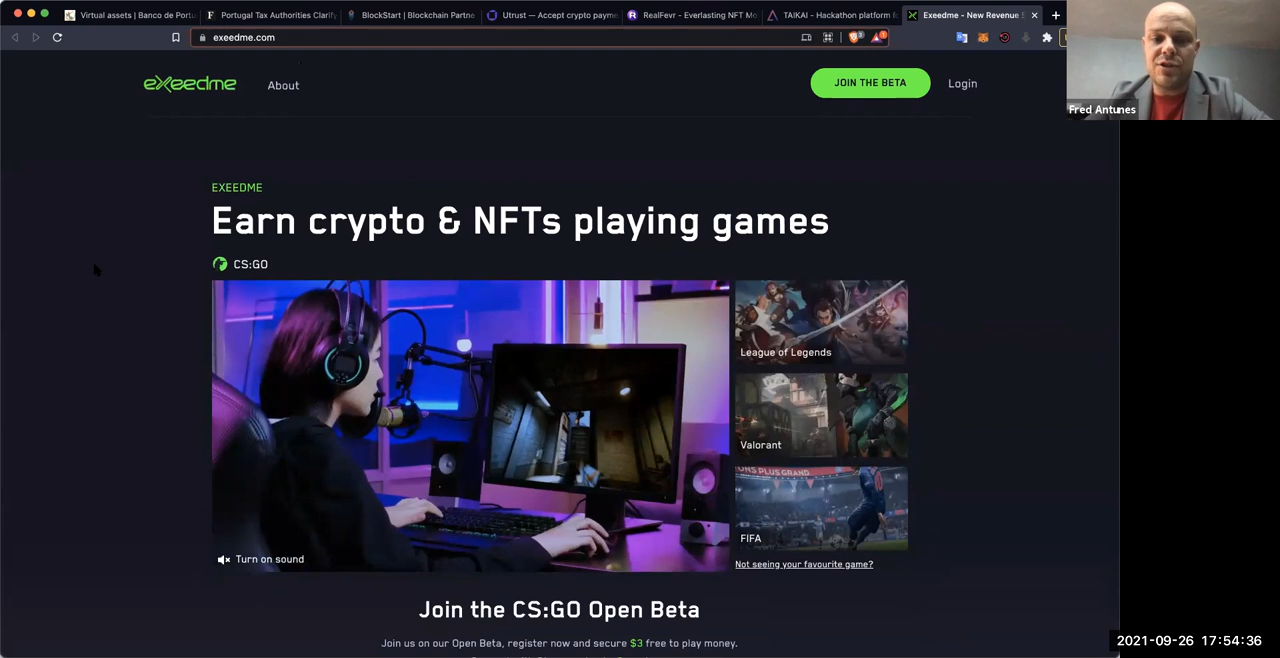 Virtual assets | Banco de Portu
Portugal Tax Authorities Clarif
BlockStart | Blockchain Partne
Utrust — Accept crypto payme
RealFevr - Everlasting NFT Mo
TAIKAI - Hackathon platform f
Exeedme - New Revenue S
exeedme.com
Fred Antunes
exeedme
About
JOIN THE BETA
Login
EXEEDME
Earn crypto & NFTs playing games
CS:GO
League of Legends
Valorant
ONS PLUS GRAND
FIFA
Turn on sound
Not seeing your favourite game?
Join the CS:GO Open Beta
Join us on our Open Beta, register now and secure $3 free to play money.
2021-09-26 17:54:36